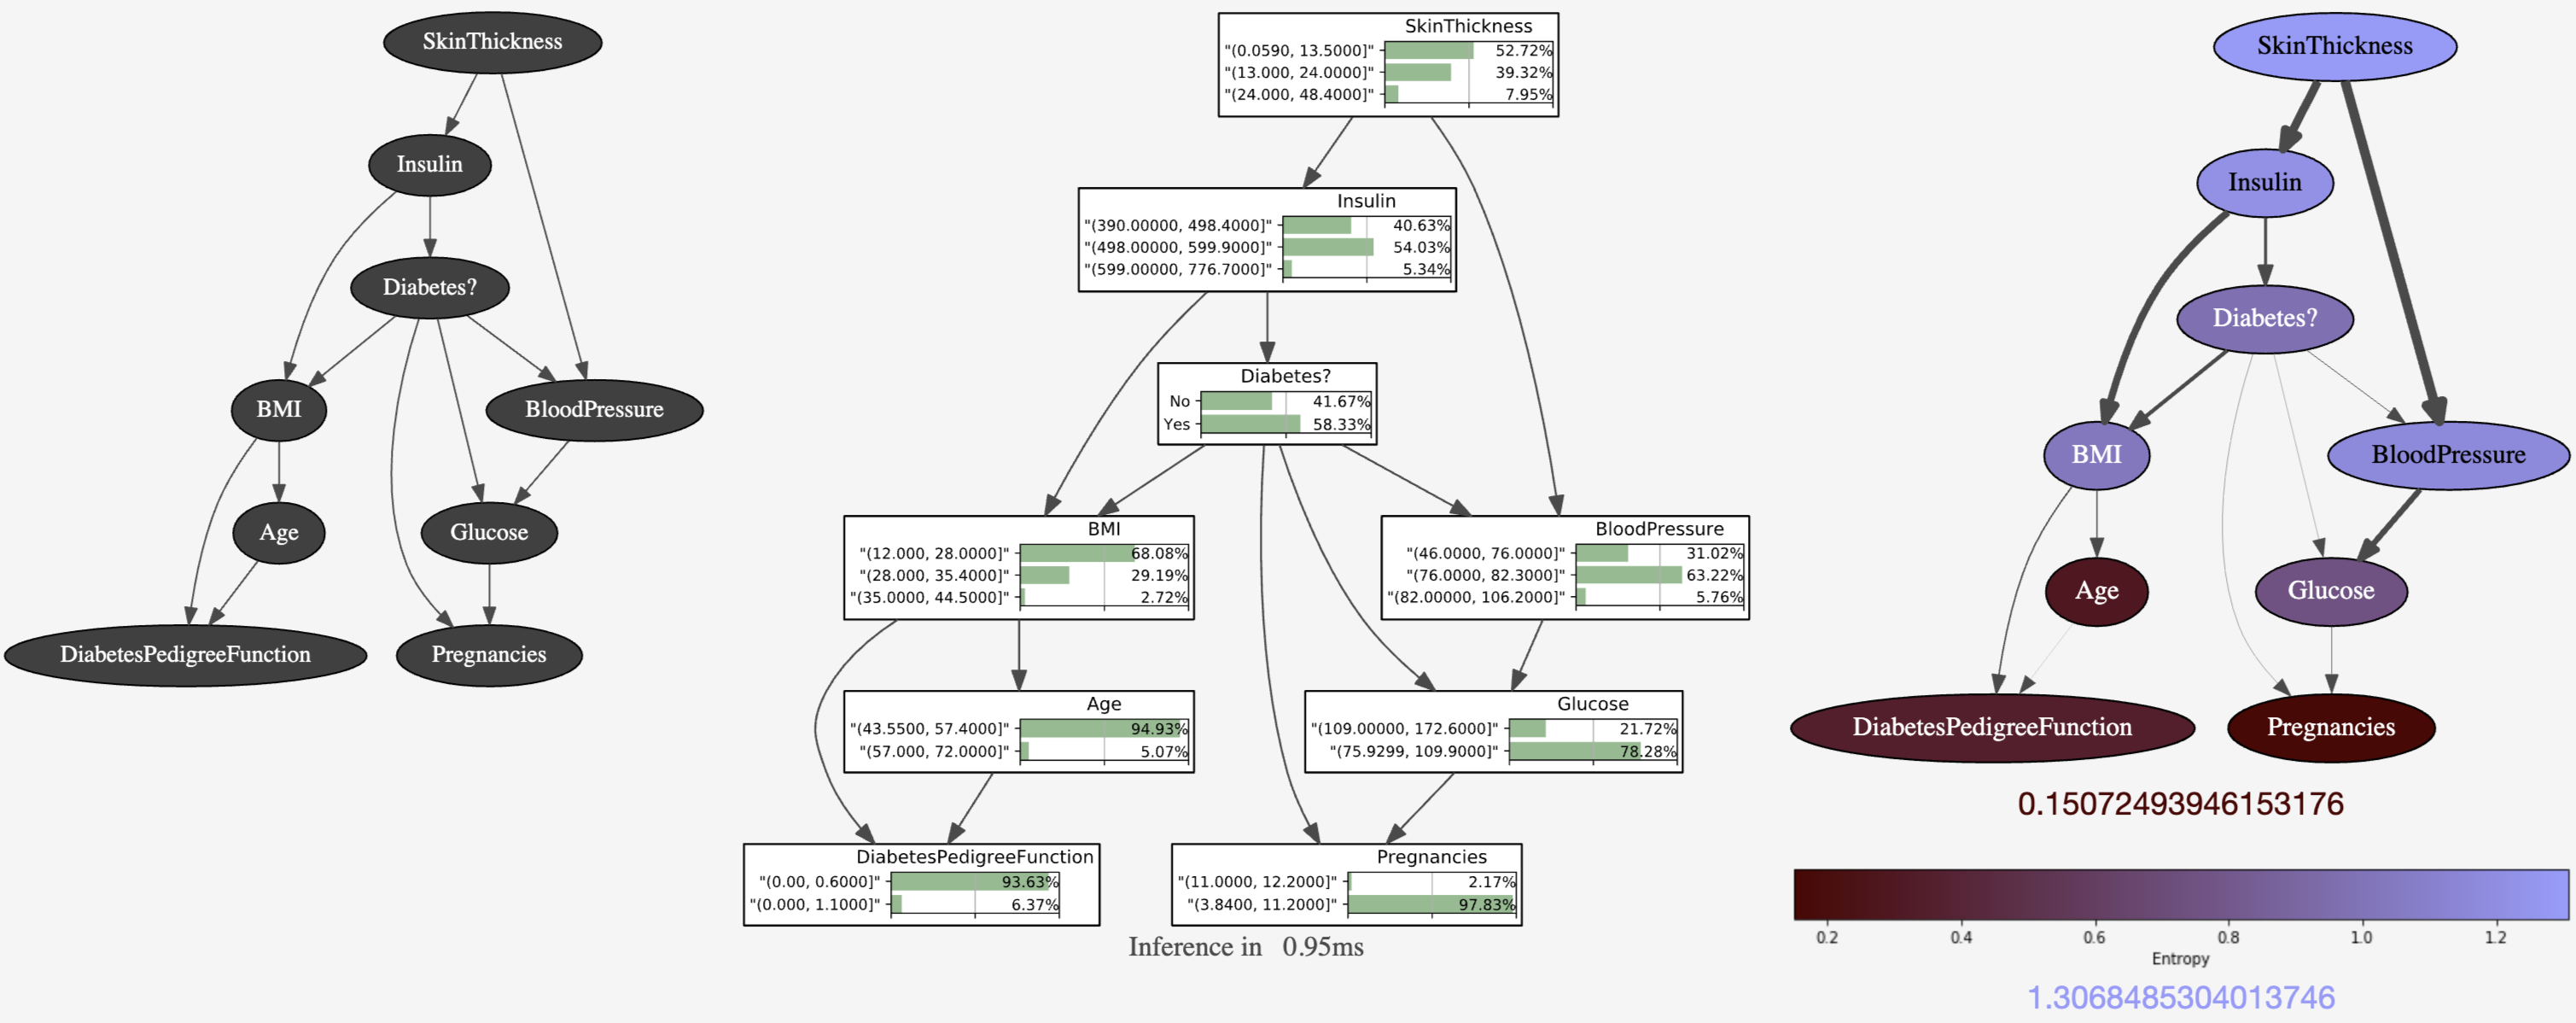 SkinThickness
Insulin
Diabetes?
BMI
BloodPressure
Age
Glucose
DiabetesPedigreeFunction
Pregnancies
SkinThickness
"(0.0590, 13.5000]" 52.72%
"(13.000, 24.0000]" 39.32%
"(24.000, 48.4000]" 7.95%
Insulin
"(390.00000, 498.4000]" 40.63%
"(498.00000, 599.9000]" 54.03%
"(599.00000, 776.7000]" 5.34%
Diabetes?
No 41.67%
Yes 58.33%
BMI
"(12.000, 28.0000]" 68.08%
"(28.000, 35.4000]" 29.19%
"(35.0000, 44.5000]" 2.72%
BloodPressure
"(46.0000, 76.0000]" 31.02%
"(76.0000, 82.3000]" 63.22%
"(82.00000, 106.2000]" 5.76%
Age
"(43.5500, 57.4000]" 94.93%
"(57.000, 72.0000]" 5.07%
Glucose
"(109.00000, 172.6000]" 21.72%
"(75.9299, 109.9000]" 78.28%
DiabetesPedigreeFunction
"(0.00, 0.6000]" 93.63%
"(0.000, 1.1000]" 6.37%
Pregnancies
"(11.0000, 12.2000]" 2.17%
"(3.8400, 11.2000]" 97.83%
Inference in 0.95ms
SkinThickness
Insulin
Diabetes?
BMI
BloodPressure
Age
Glucose
DiabetesPedigreeFunction
Pregnancies
0.15072493946153176
0.2 0.4 0.6 0.8 1.0 1.2
Entropy
1.3068485304013746